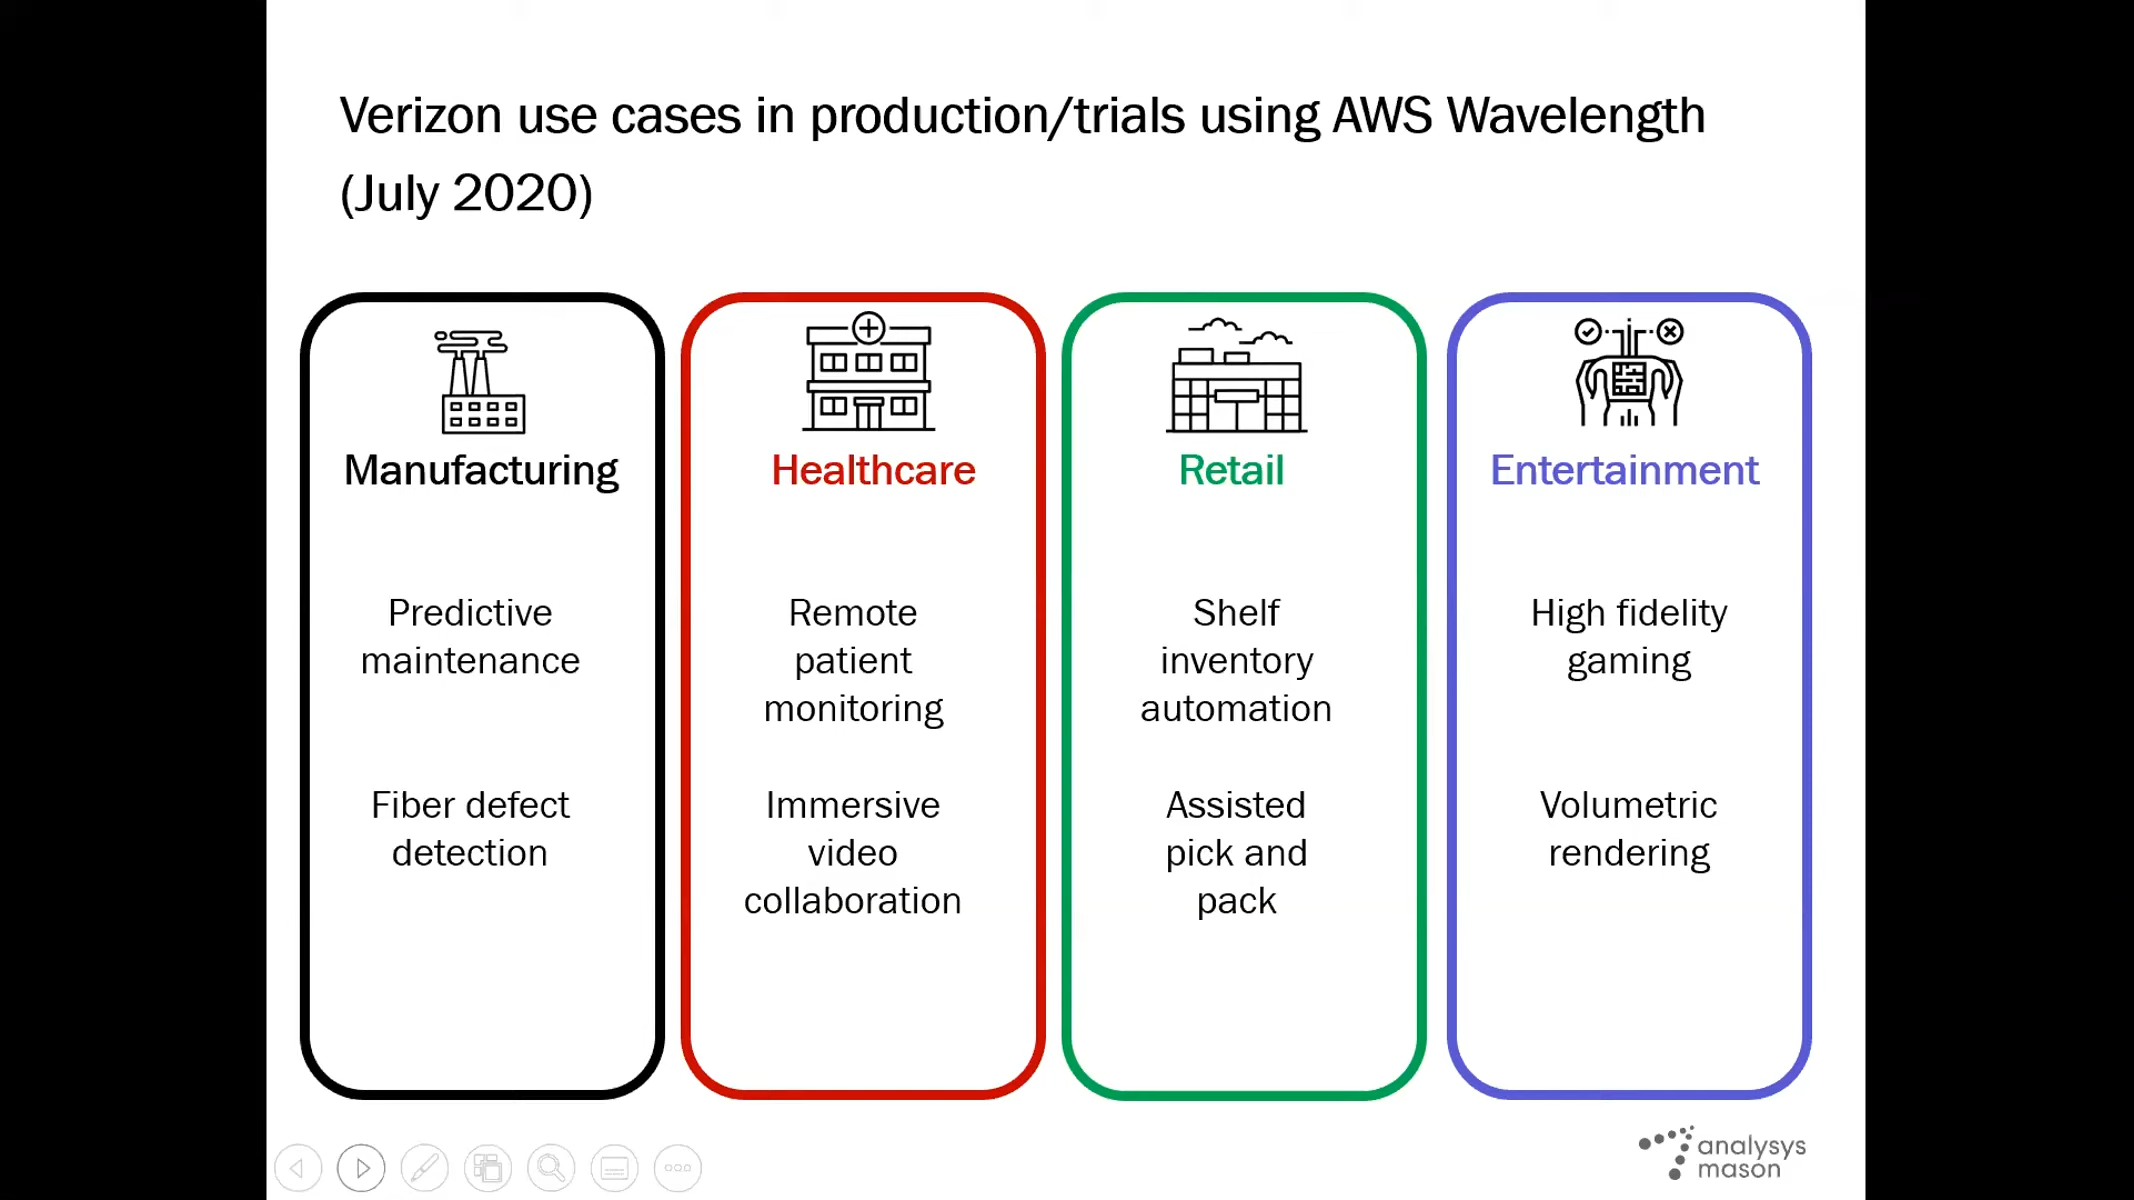 Verizon use cases in production/trials using AWS Wavelength
(July 2020)
Manufacturing
Predictive
maintenance
Fiber defect
detection
Healthcare
Remote
patient
monitoring
Immersive
video
collaboration
Retail
Shelf
inventory
automation
Assisted
pick and
pack
Entertainment
High fidelity
gaming
Volumetric
rendering
analysys
mason